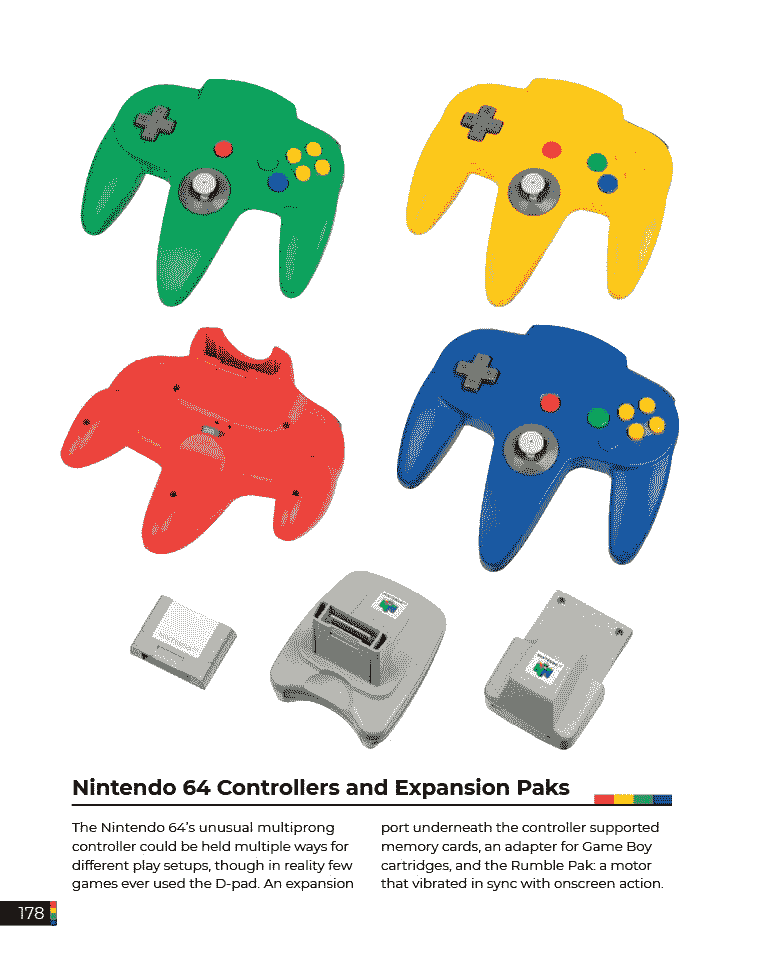 Nintendo 64 Controllers and Expansion Paks
The Nintendo 64’s unusual multiprong
controller could be held multiple ways for
different play setups, though in reality few
games ever used the D-pad. An expansion
port underneath the controller supported
memory cards, an adapter for Game Boy
cartridges, and the Rumble Pak: a motor
that vibrated in sync with onscreen action.
178